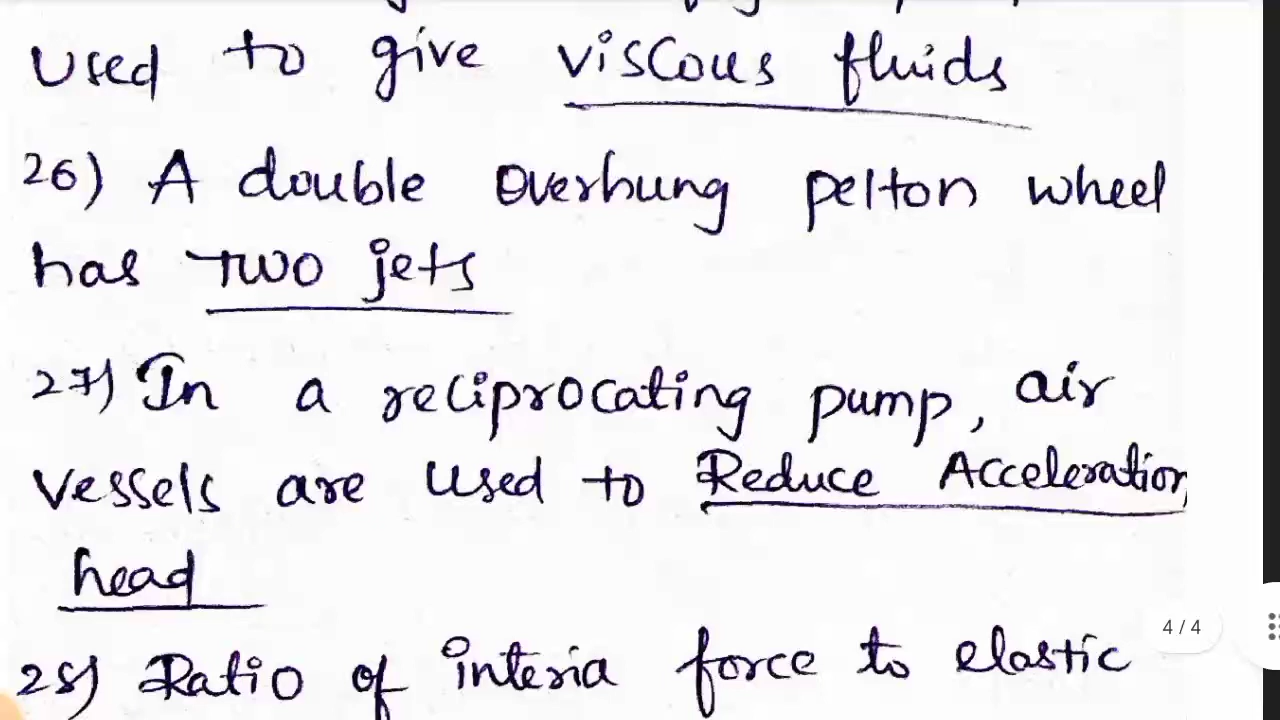 used to give viscous fluids
26) A double overhung pelton wheel
has two jets
27) In a reciprocating pump, air
vessels are used to Reduce Acceleration
head
28) Ratio of interia force to elastic
4 / 4